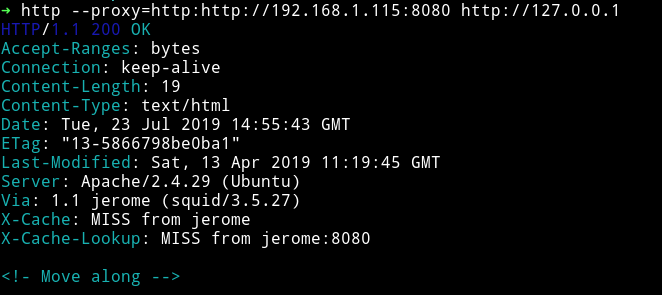 ➜ http --proxy=http:http://192.168.1.115:8080 http://127.0.0.1
HTTP/1.1 200 OK
Accept-Ranges: bytes
Connection: keep-alive
Content-Length: 19
Content-Type: text/html
Date: Tue, 23 Jul 2019 14:55:43 GMT
ETag: "13-5866798be0ba1"
Last-Modified: Sat, 13 Apr 2019 11:19:45 GMT
Server: Apache/2.4.29 (Ubuntu)
Via: 1.1 jerome (squid/3.5.27)
X-Cache: MISS from jerome
X-Cache-Lookup: MISS from jerome:8080
<!- Move along -->